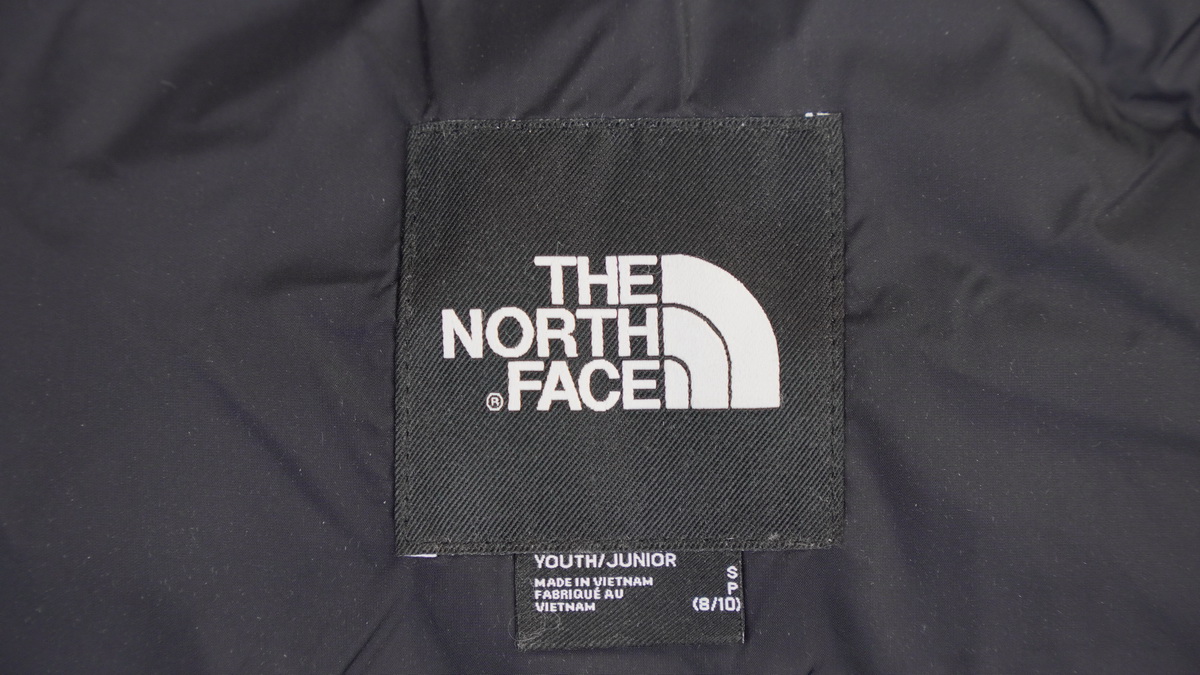 THE
NORTH
® FACE
YOUTH/JUNIOR
MADE IN VIETNAM
FABRIQUÉ AU
VIETNAM
S
P
(8/10)